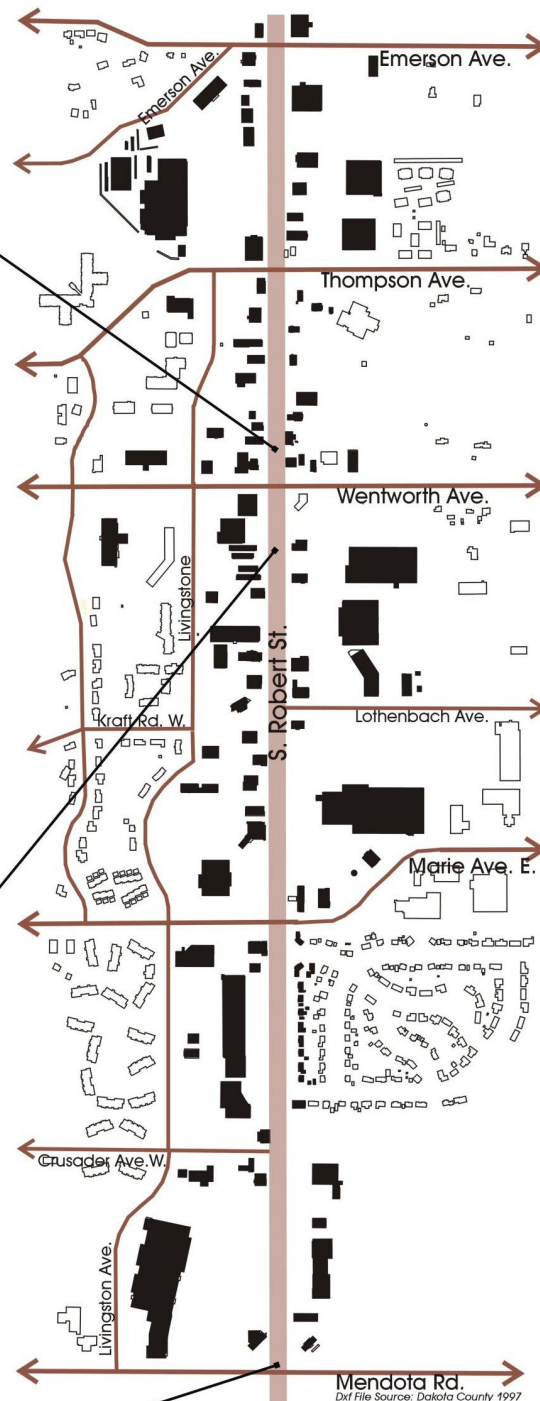 Emerson Ave.
Emerson Ave.
Thompson Ave.
Wentworth Ave.
Livingstone
S. Robert St.
Lothenbach Ave.
Kraft Rd. W.
Marie Ave. E.
Crusader Ave.W.
Livingston Ave.
Mendota Rd.
Dxf File Source: Dakota County 1997